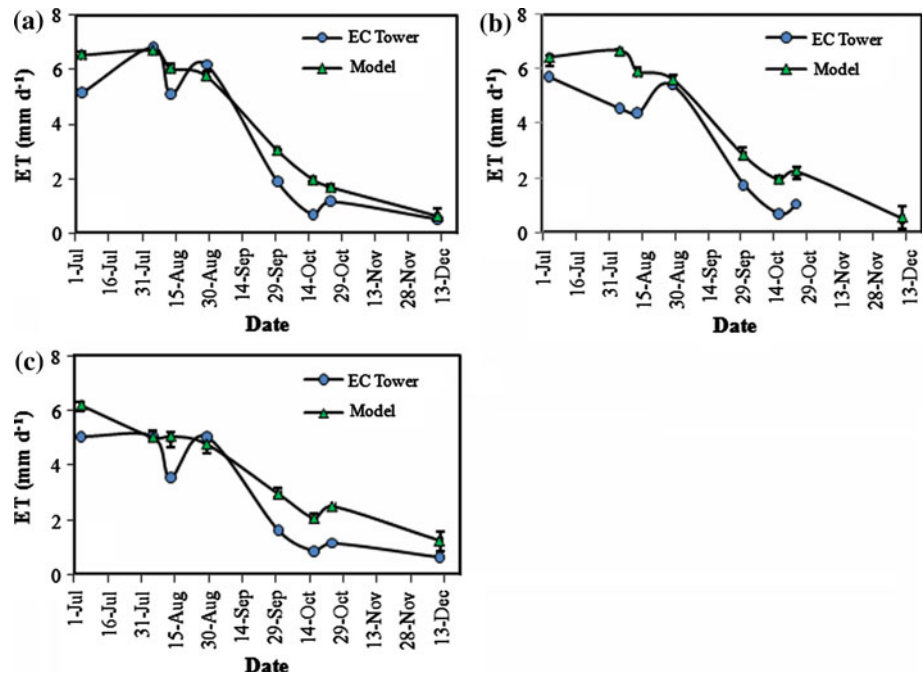 (a)
8
6
4
2
0
ET (mm d⁻¹)
EC Tower
Model
1-Jul
16-Jul
31-Jul
15-Aug
30-Aug
14-Sep
29-Sep
14-Oct
29-Oct
13-Nov
28-Nov
13-Dec
Date
(b)
8
6
4
2
0
ET (mm d⁻¹)
EC Tower
Model
1-Jul
16-Jul
31-Jul
15-Aug
30-Aug
14-Sep
29-Sep
14-Oct
29-Oct
13-Nov
28-Nov
13-Dec
Date
(c)
8
6
4
2
0
ET (mm d⁻¹)
EC Tower
Model
1-Jul
16-Jul
31-Jul
15-Aug
30-Aug
14-Sep
29-Sep
14-Oct
29-Oct
13-Nov
28-Nov
13-Dec
Date